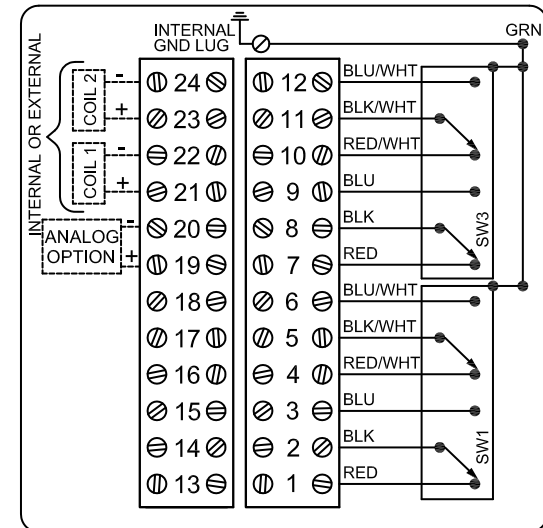 INTERNAL
GND LUG
GRN
INTERNAL OR EXTERNAL
COIL 2
-
+
COIL 1
-
+
ANALOG
OPTION
-
+
24
23
22
21
20
19
18
17
16
15
14
13
12
11
10
9
8
7
6
5
4
3
2
1
BLU/WHT
BLK/WHT
RED/WHT
BLU
BLK
RED
SW3
BLU/WHT
BLK/WHT
RED/WHT
BLU
BLK
RED
SW1